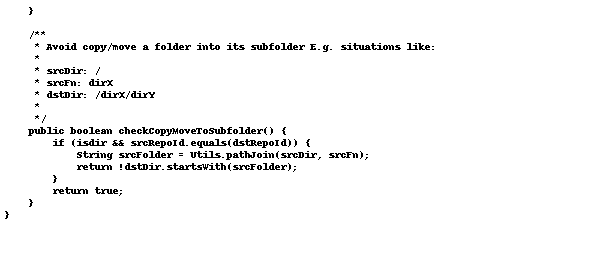 }

    /**
     * Avoid copy/move a folder into its subfolder E.g. situations like:
     *
     * srcDir: /
     * srcFn: dirX
     * dstDir: /dirX/dirY
     *
     */
    public boolean checkCopyMoveToSubfolder() {
        if (isdir && srcRepoId.equals(dstRepoId)) {
            String srcFolder = Utils.pathJoin(srcDir, srcFn);
            return !dstDir.startsWith(srcFolder);
        }
        return true;
    }
}